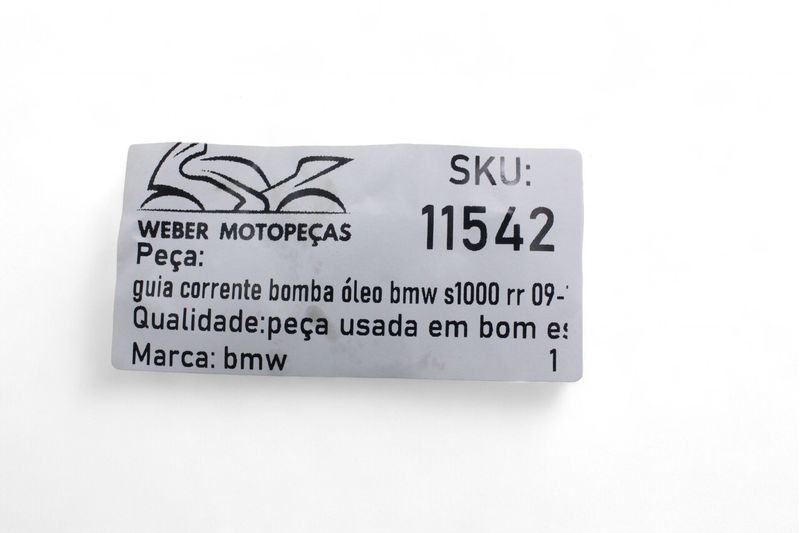 WEBER MOTOPEÇAS
SKU:
11542
Peça:
guia corrente bomba óleo bmw s1000 rr 09-
Qualidade:peça usada em bom
Marca: bmw
1